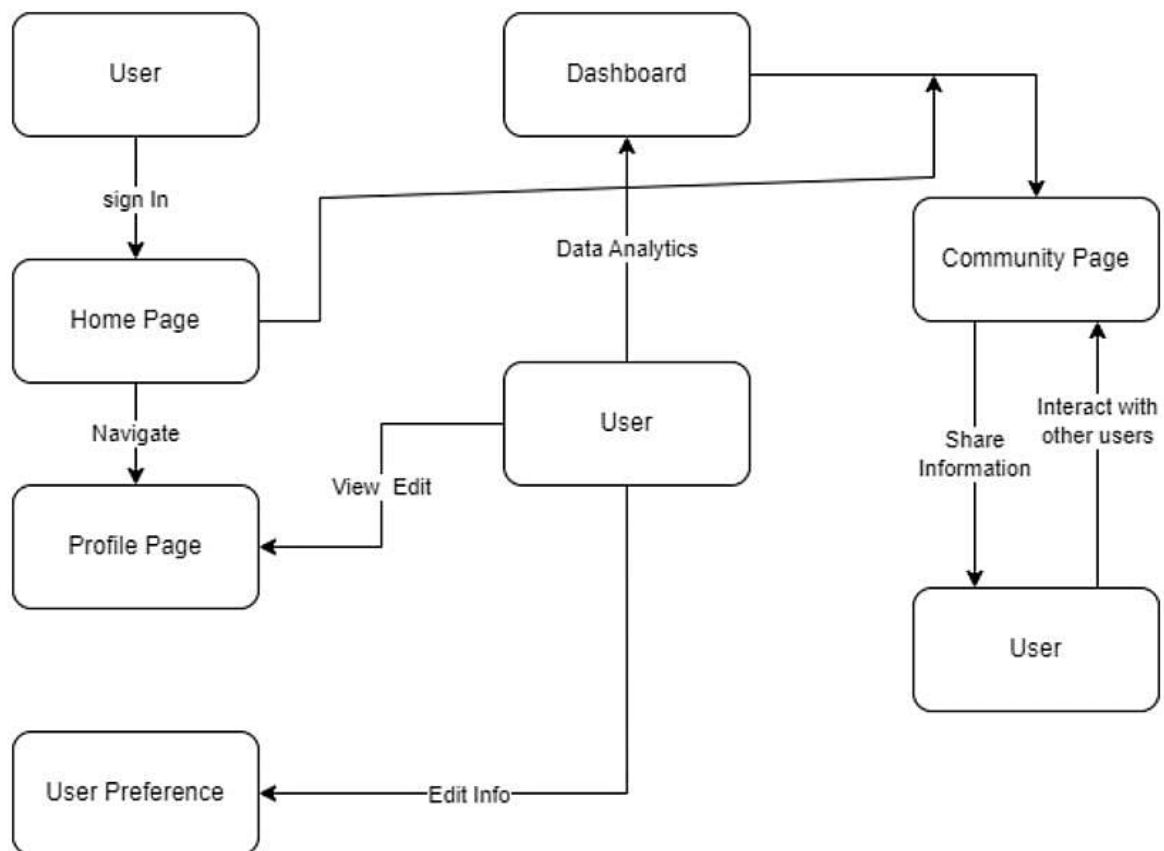 User
Dashboard
sign In
Data Analytics
Community Page
Home Page
User
Navigate
Interact with
other users
Share
Information
View Edit
Profile Page
User
User Preference
Edit Info